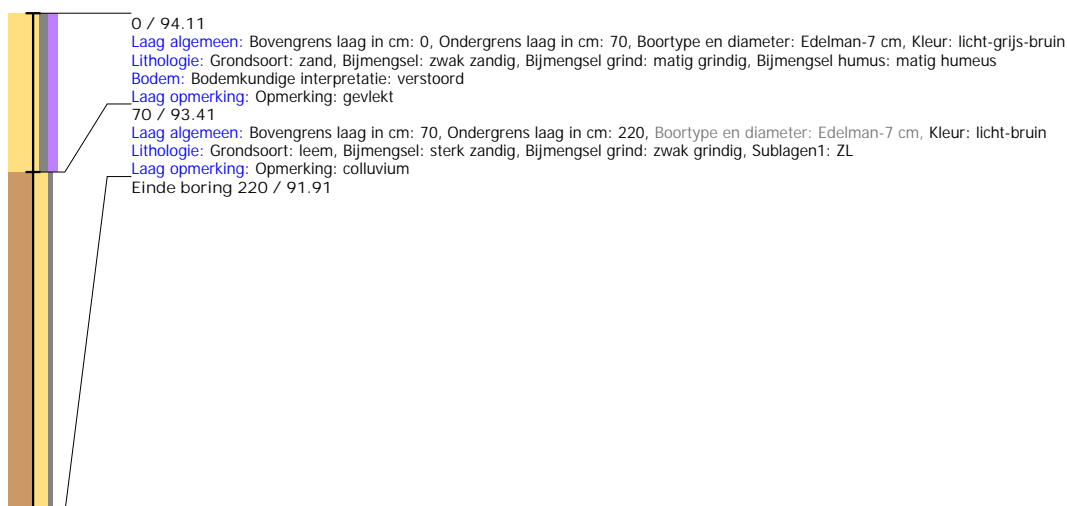 0 / 94.11
Laag algemeen: Bovengrens laag in cm: 0, Ondergrens laag in cm: 70, Boortype en diameter: Edelman-7 cm, Kleur: licht-grijs-bruin
Lithologie: Grondsoort: zand, Bijmengsel: zwak zandig, Bijmengsel grind: matig grindig, Bijmengsel humus: matig humeus
Bodem: Bodemkundige interpretatie: verstoord
Laag opmerking: Opmerking: gevlekt
70 / 93.41
Laag algemeen: Bovengrens laag in cm: 70, Ondergrens laag in cm: 220, Boortype en diameter: Edelman-7 cm, Kleur: licht-bruin
Lithologie: Grondsoort: leem, Bijmengsel: sterk zandig, Bijmengsel grind: zwak grindig, Sublagen1: ZL
Laag opmerking: Opmerking: colluvium
Einde boring 220 / 91.91